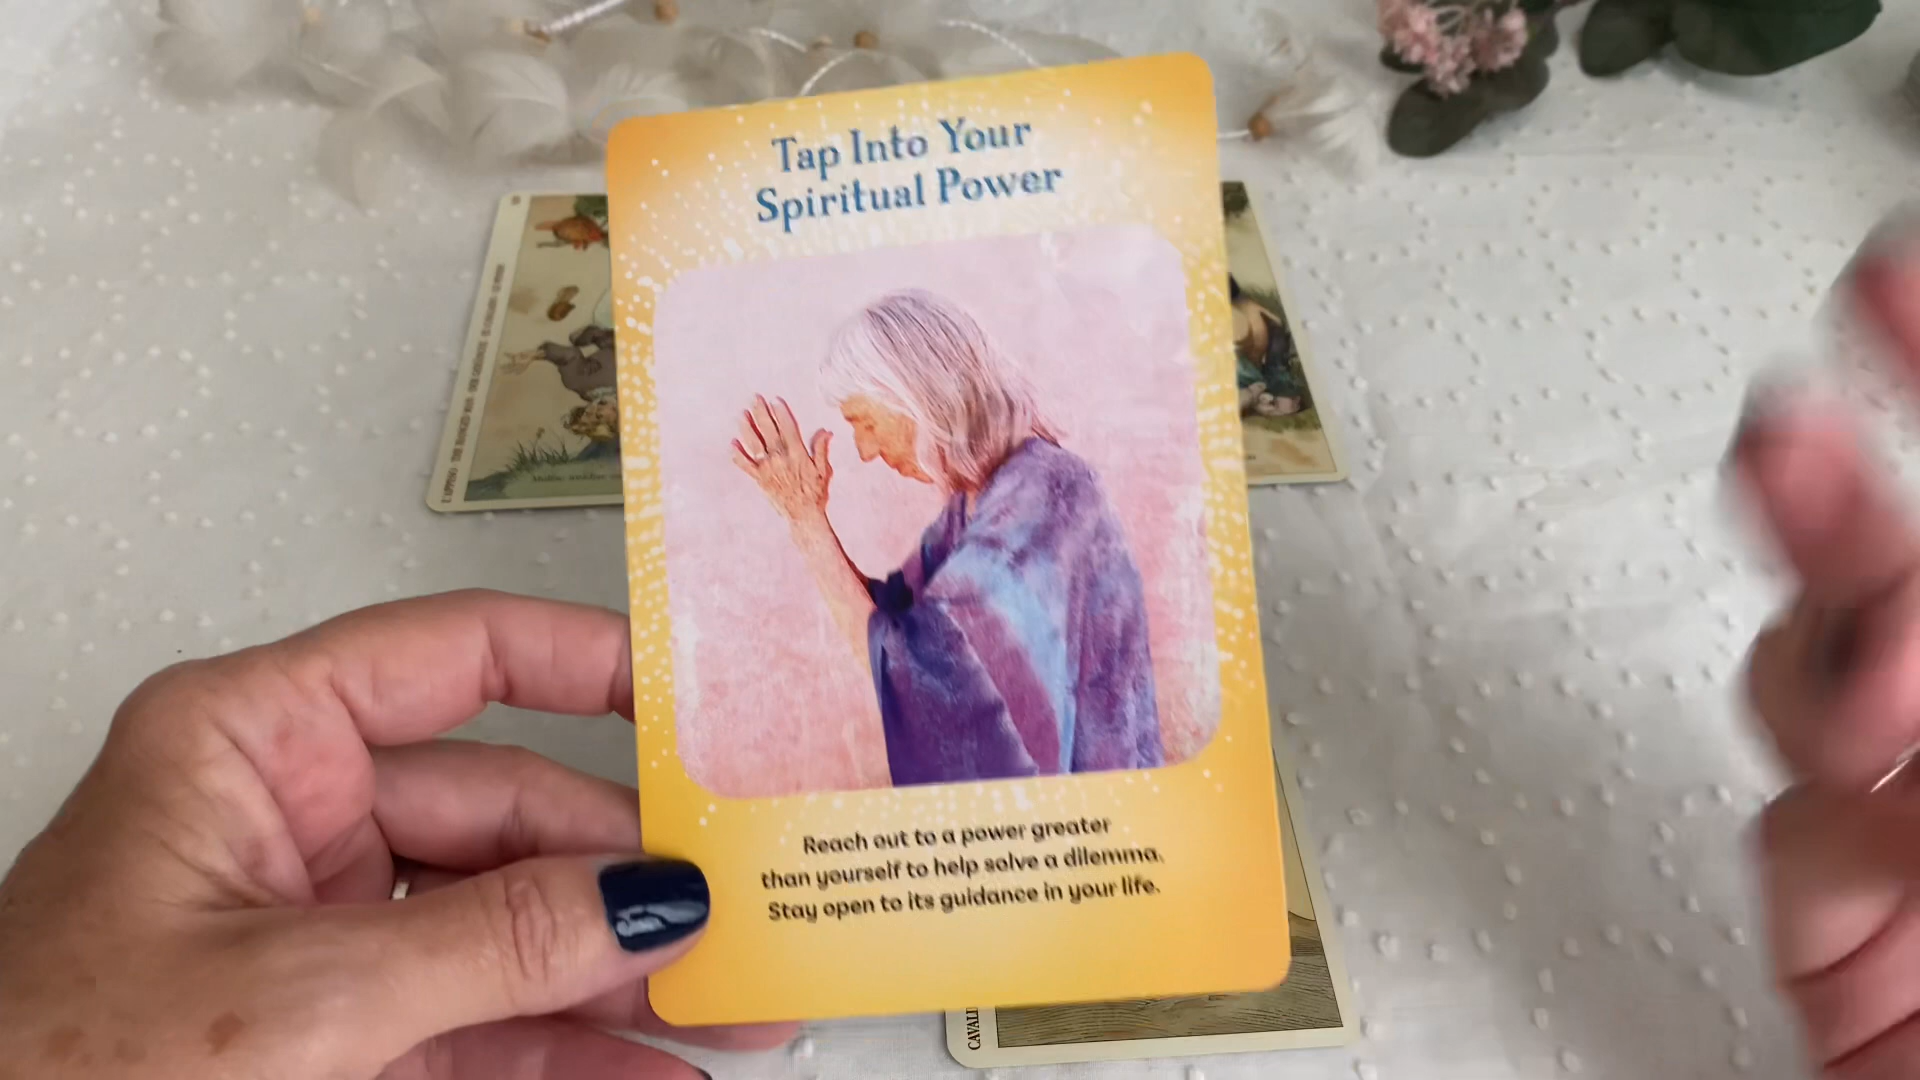 Tap Into Your
Spiritual Power
Reach out to a power greater
than yourself to help solve a dilemma.
Stay open to its guidance in your life.